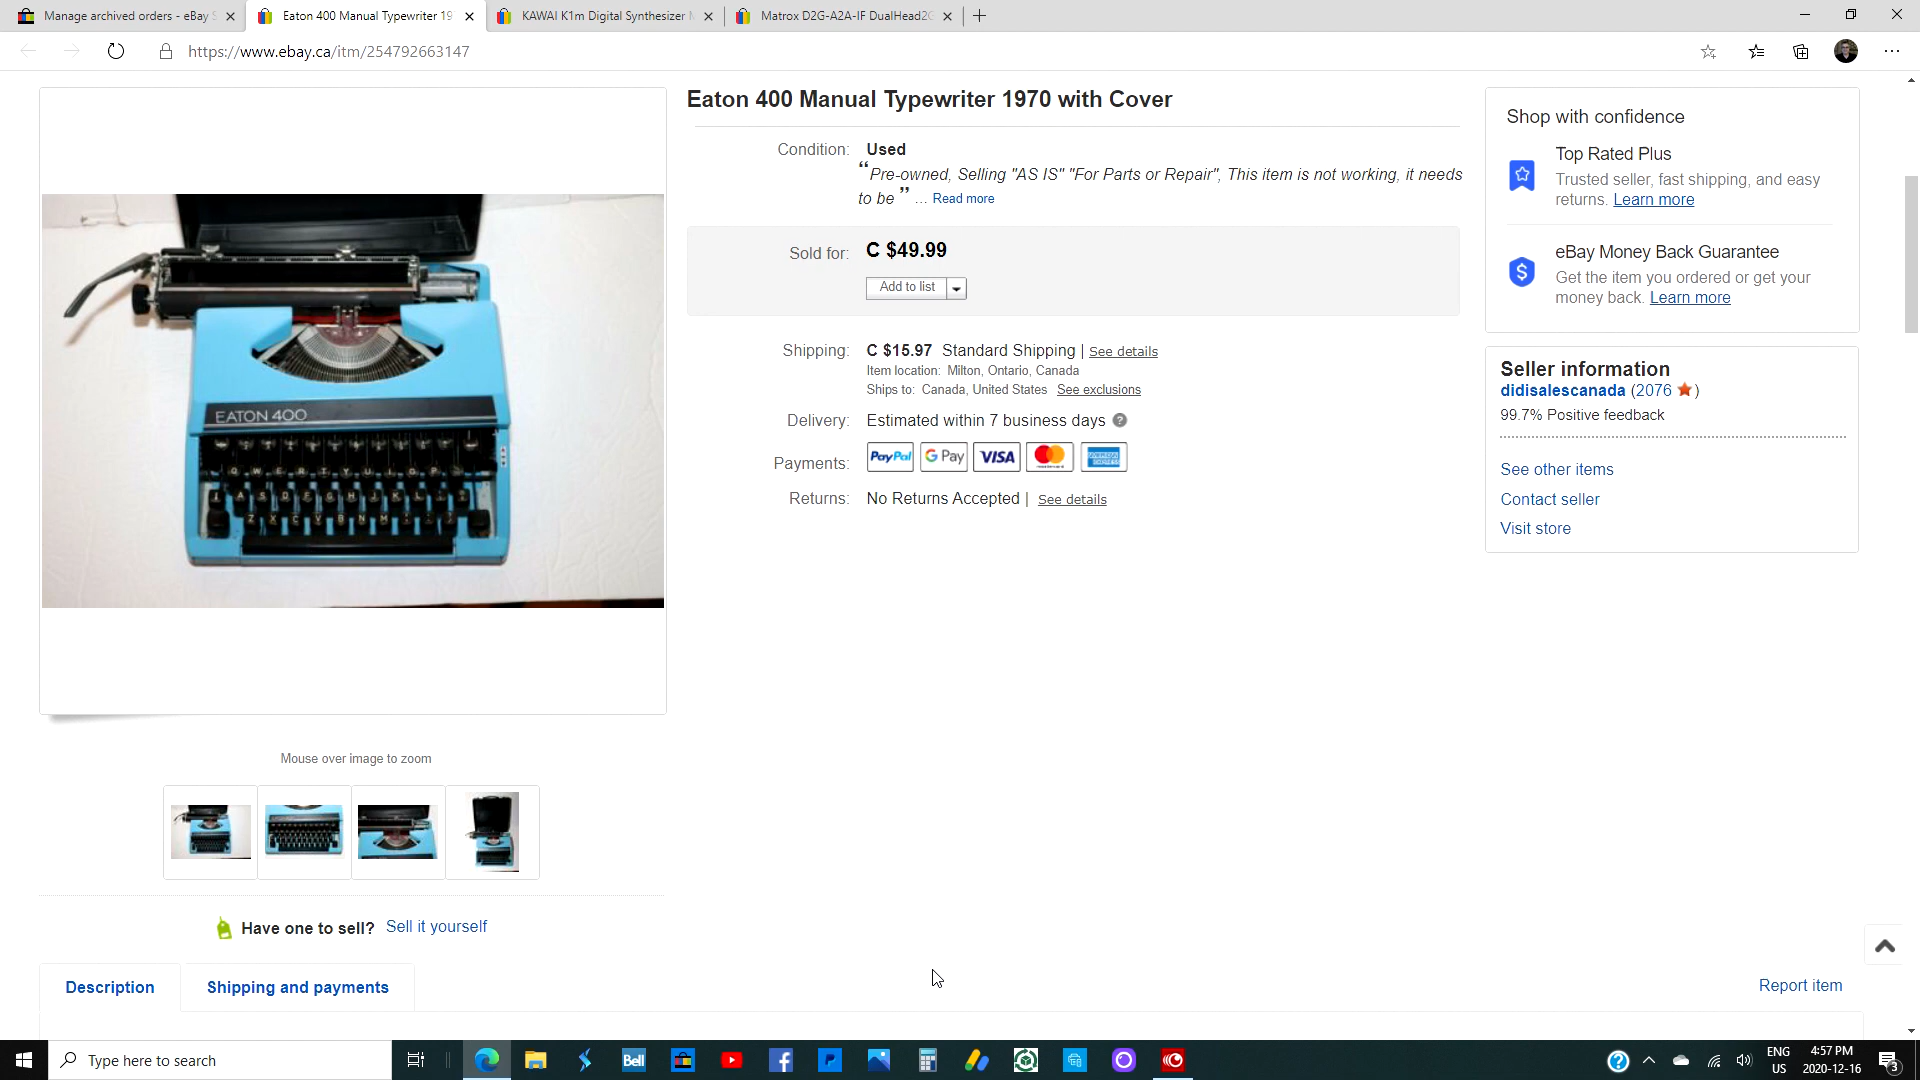 Manage archived orders - eBay S
Eaton 400 Manual Typewriter 19
KAWAI K1m Digital Synthesizer M
Matrox D2G-A2A-IF DualHead2G
https://www.ebay.ca/itm/254792663147
Eaton 400 Manual Typewriter 1970 with Cover
Condition: Used
“Pre-owned, Selling "AS IS" "For Parts or Repair", This item is not working, it needs
to be ” ... Read more
Sold for: C $49.99
Add to list
Shipping: C $15.97 Standard Shipping | See details
Item location: Milton, Ontario, Canada
Ships to: Canada, United States See exclusions
Delivery: Estimated within 7 business days ?
Payments: PayPal G Pay VISA
Returns: No Returns Accepted | See details
Shop with confidence
Top Rated Plus
Trusted seller, fast shipping, and easy
returns. Learn more
eBay Money Back Guarantee
$
Get the item you ordered or get your
money back. Learn more
Seller information
didisalescanada (2076 )
99.7% Positive feedback
See other items
Contact seller
Visit store
EATON 400
Q W E R T Y U I O P
A S D F G H J K L
Z X C V B N M
Mouse over image to zoom
Have one to sell? Sell it yourself
Description
Shipping and payments
Report item
Type here to search
Bell
ENG
US
4:57 PM
2020-12-16
3